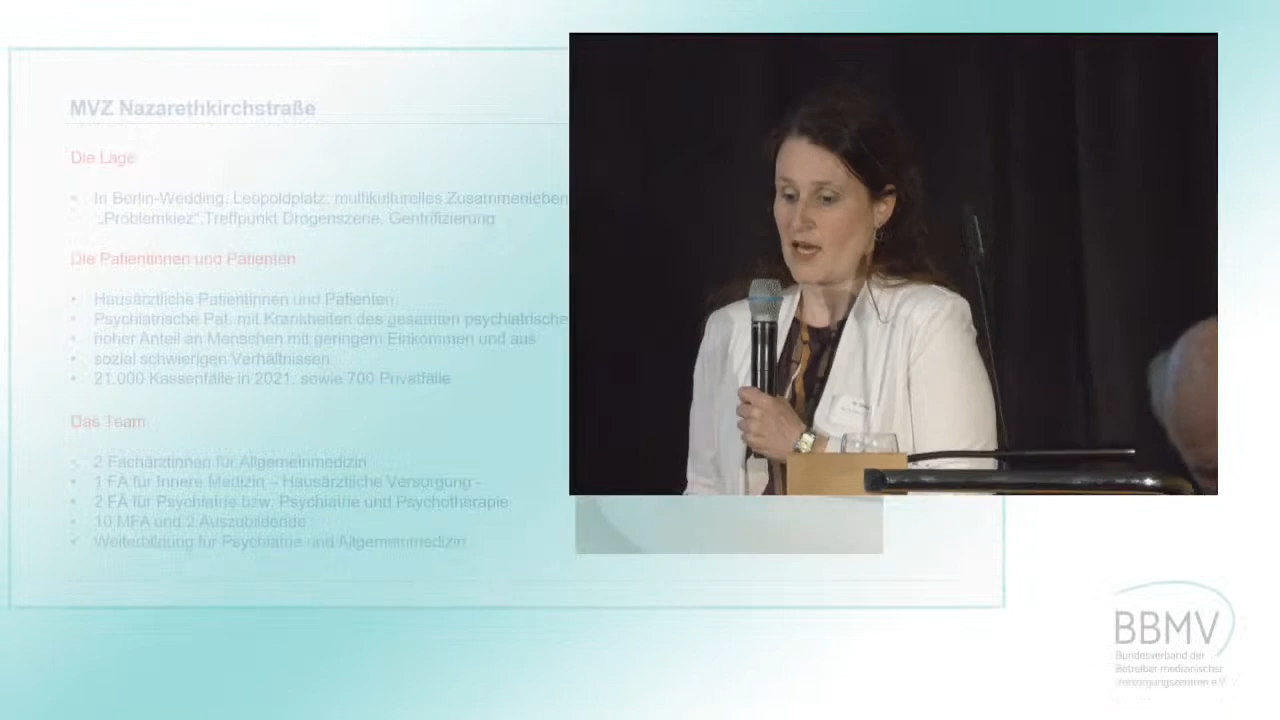 MVZ Nazarethkirchstraße
Die Lage
• In Berlin-Wedding, Leopoldplatz: multikulturelles Zusammenleben
„Problemkiez“, Treffpunkt Drogenszene, Gentrifizierung
Die Patientinnen und Patienten
• Hausärztliche Patientinnen und Patienten
• Psychiatrische Pat. mit Krankheiten des gesamten psychiatrische
• hoher Anteil an Menschen mit geringem Einkommen und aus
• sozial schwierigen Verhältnissen
• 21.000 Kassenfälle in 2021, sowie 700 Privatfälle
Das Team
• 2 Fachärztinnen für Allgemeinmedizin
• 1 FA für Innere Medizin – Hausärztliche Versorgung -
• 2 FÄ für Psychiatrie bzw. Psychiatrie und Psychotherapie
• 10 MFA und 2 Auszubildende
• Weiterbildung für Psychiatrie und Allgemeinmedizin
BBMV
Bundesverband der
Betreiber medizinischer
Versorgungszentren e.V.